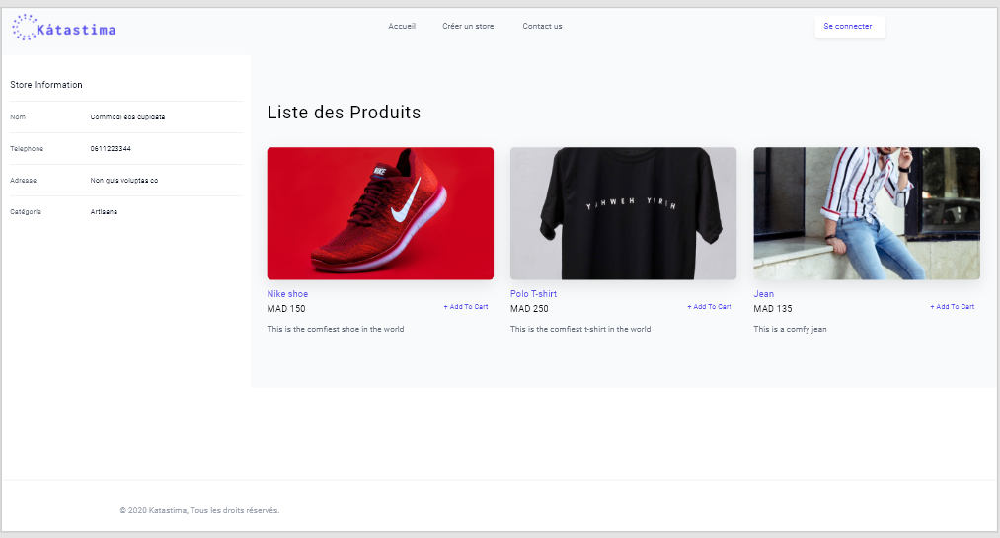 Kátastima
Accueil Créer un store Contact us Se connecter
Store Information
Nom Commodi eos cupidata
Telephone 0611223344
Adresse Non quis voluptas co
Catégorie Artisana
Liste des Produits
YAHWEH YIREH
Nike shoe
MAD 150 + Add To Cart
This is the comfiest shoe in the world
Polo T-shirt
MAD 250 + Add To Cart
This is the comfiest t-shirt in the world
Jean
MAD 135 + Add To Cart
This is a comfy jean
© 2020 Katastima, Tous les droits réservés.